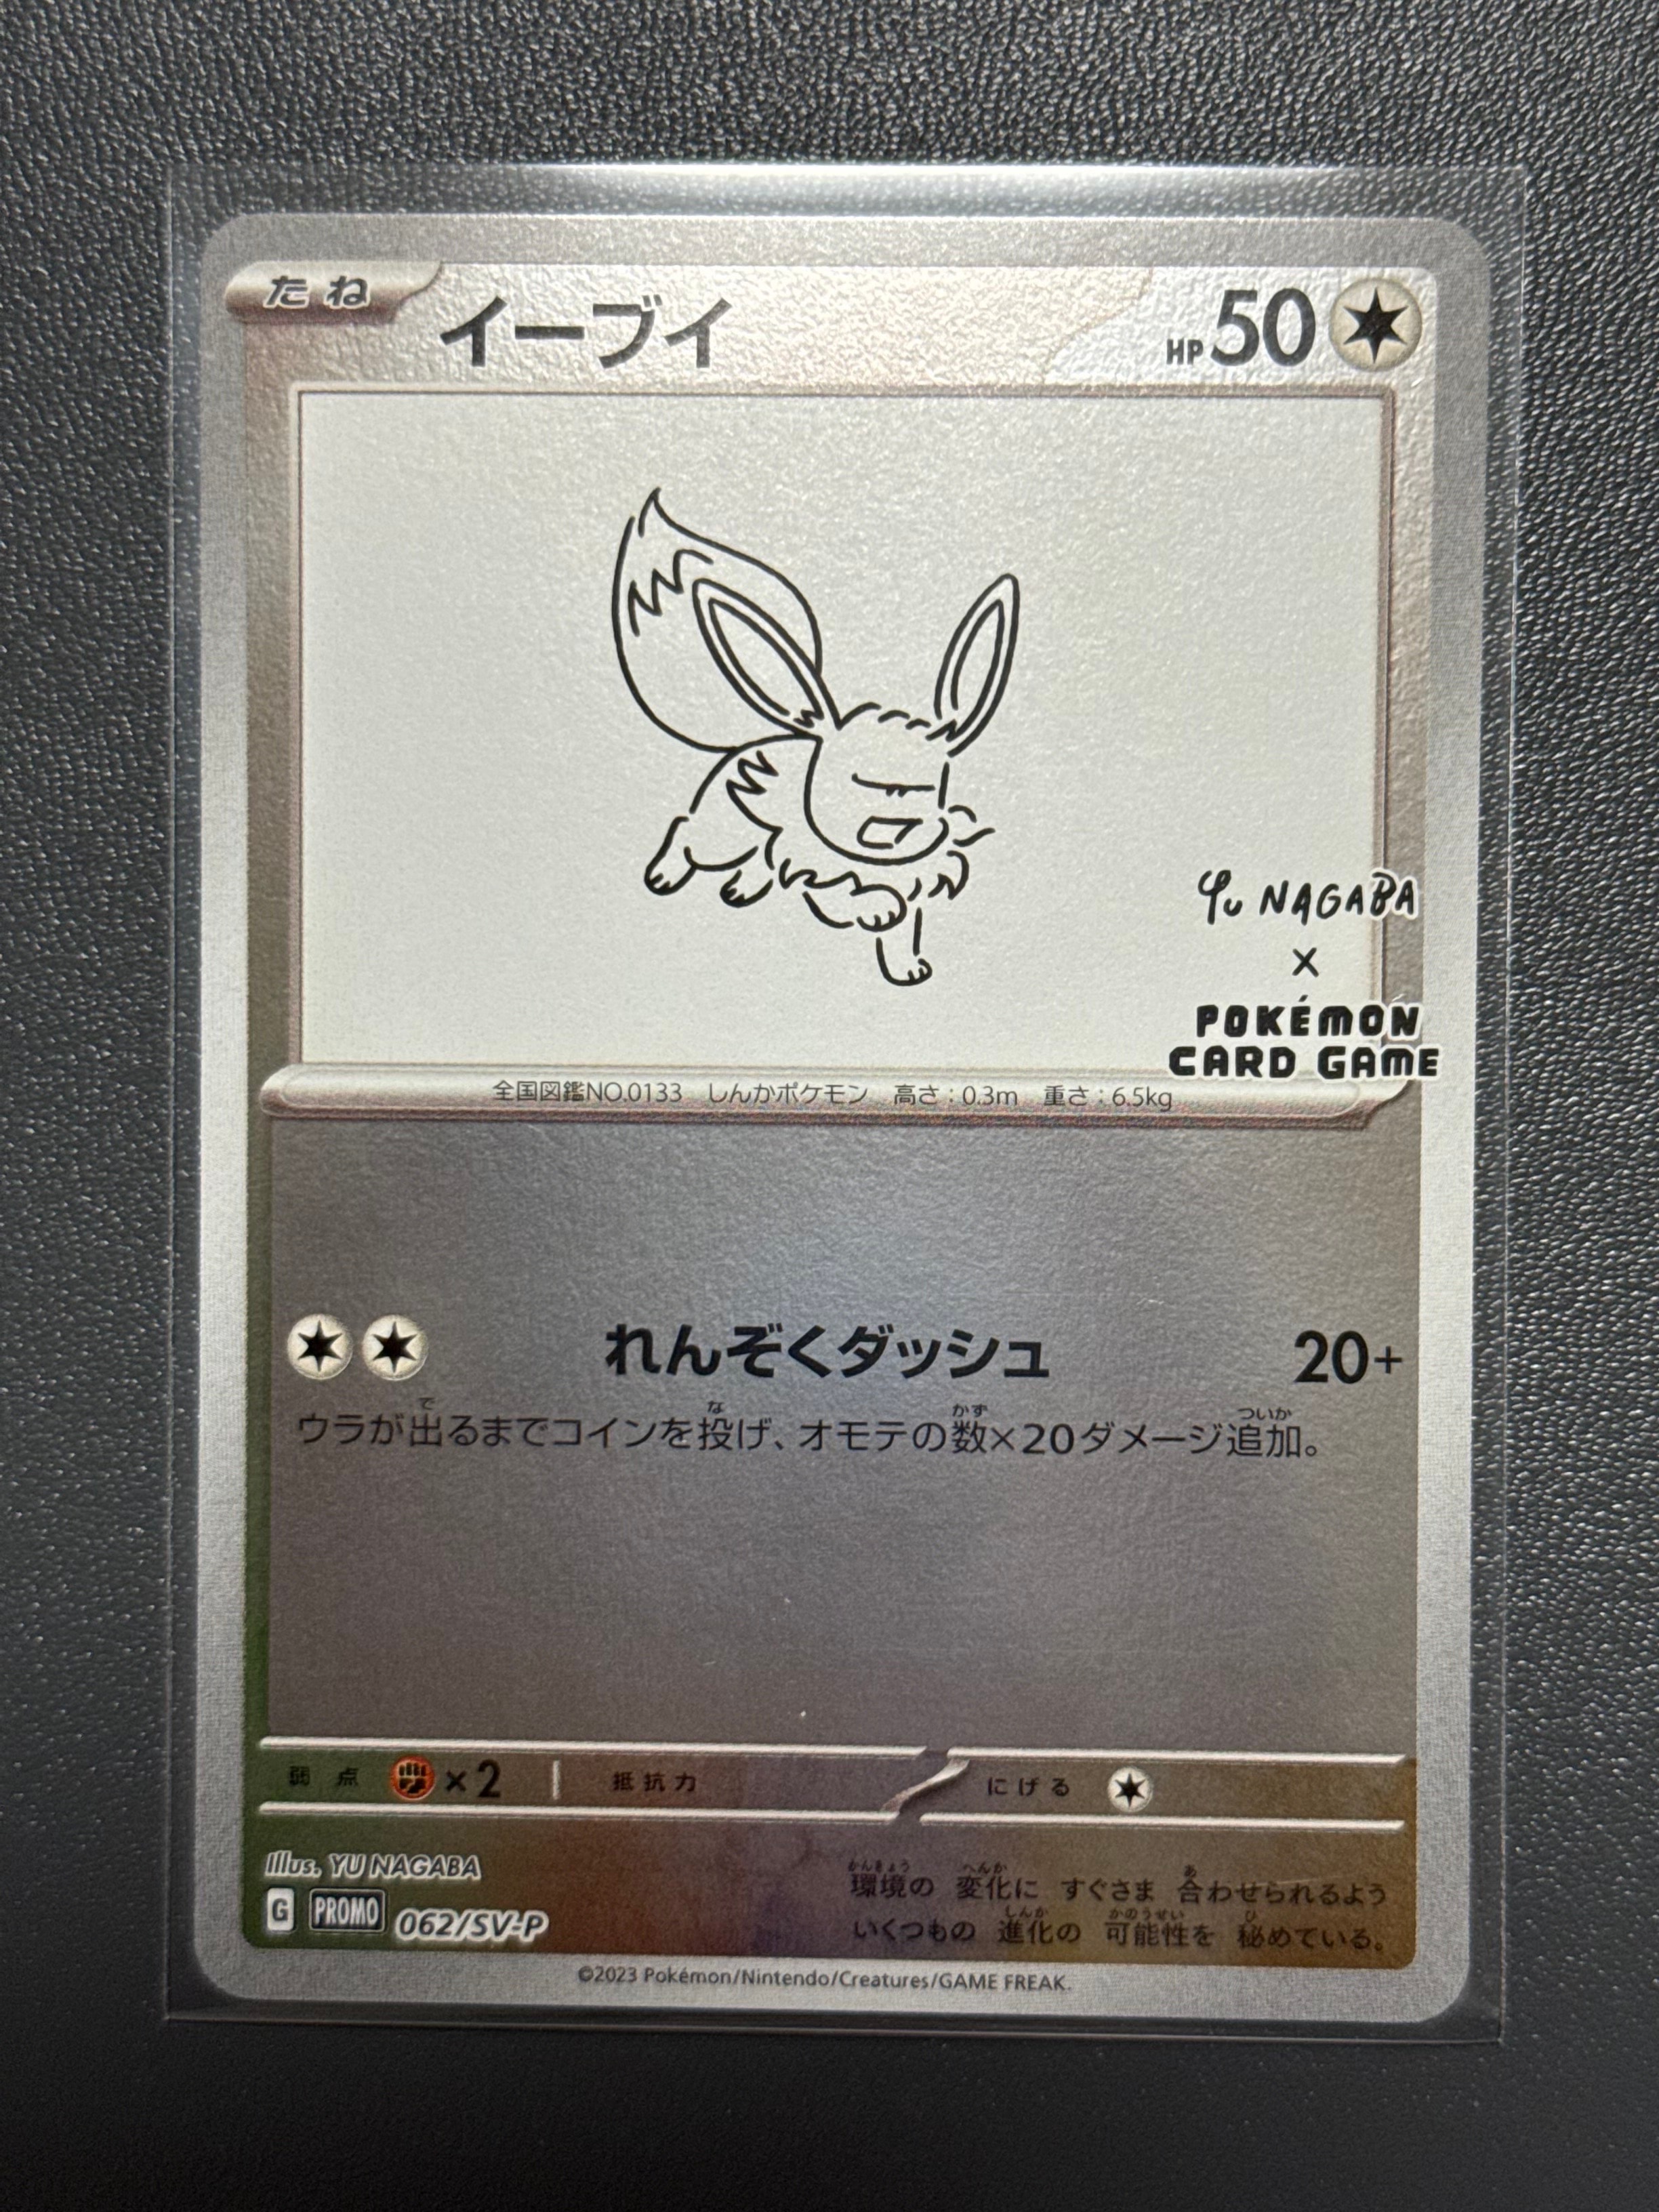 たね イーブイ HP50
Yu NAGABA
×
POKÉMON
CARD GAME
全国図鑑NO.0133 しんかポケモン 高さ：0.3m 重さ：6.5kg
れんぞくダッシュ 20+
ウラが出るまでコインを投げ、オモテの数×20ダメージ追加。
弱点 ×2 抵抗力 にげる
Illus. YU NAGABA
G PROMO 062/SV-P
環境の 変化に すぐさま 合わせられるよう
いくつもの 進化の 可能性を 秘めている。
©2023 Pokémon/Nintendo/Creatures/GAME FREAK.